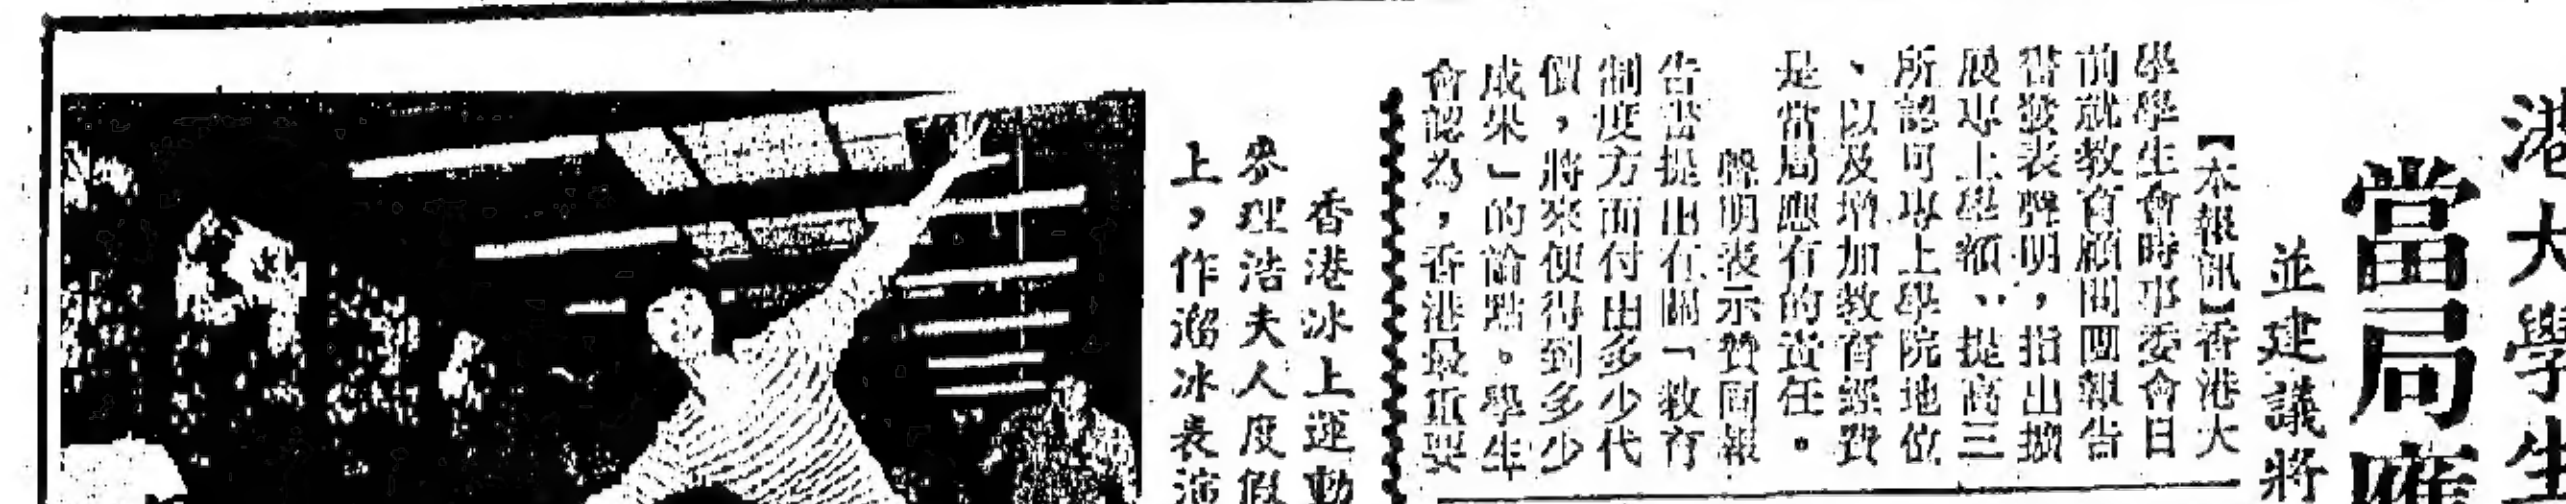 港大學生
當局應
並建議將
【本報訊】香港大
學學生會時事委會日
前就教育顧問團報告
書發表聲明，指出擴
展專上學額、提高三
所認可專上學院地位
、以及增加教育經費
是當局應有的責任。
聲明表示贊同報
告書提出有關「教育
制度方面付出多少代
價，將來便得到多少
成果」的論點。學生
會認為，香港最重要
香港冰上運動
參理浩夫人度假
上，作溜冰表演